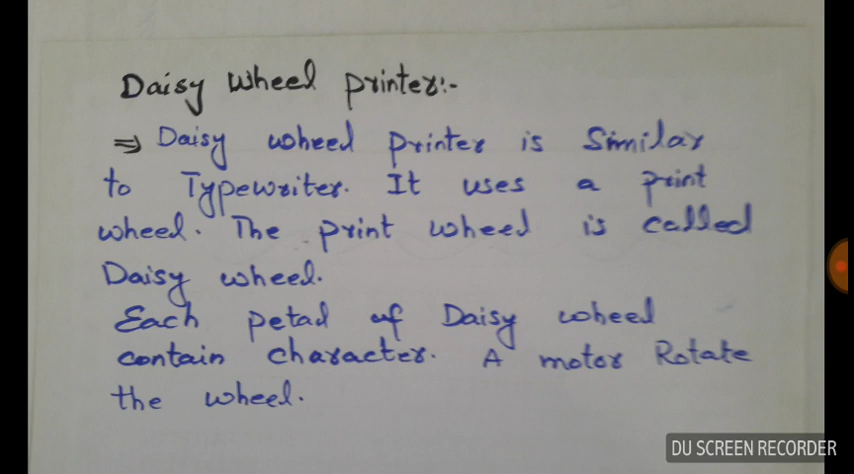 Daisy wheel printer:-
⇒ Daisy wheel printer is Similar
to Typewriter. It uses a print
wheel. The print wheel is called
Daisy wheel.
Each petal of Daisy wheel
contain character. A motor Rotate
the wheel.
DU SCREEN RECORDER